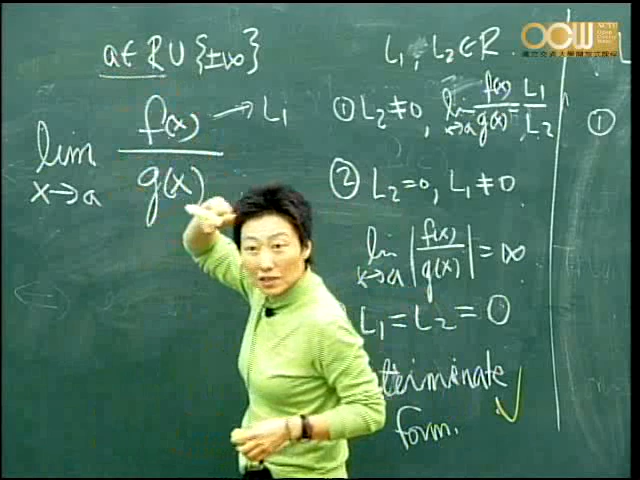 a ∈ R ∪ {±∞}
lim x→a f(x)/g(x) → L₁
L₁, L₂ ∈ R.
① L₂ ≠ 0, lim x→a f(x)/g(x) = L₁/L₂
② L₂ = 0, L₁ ≠ 0.
lim x→a |f(x)/g(x)| = ∞
L₁ = L₂ = 0
terminate
form.
①
L
OCW